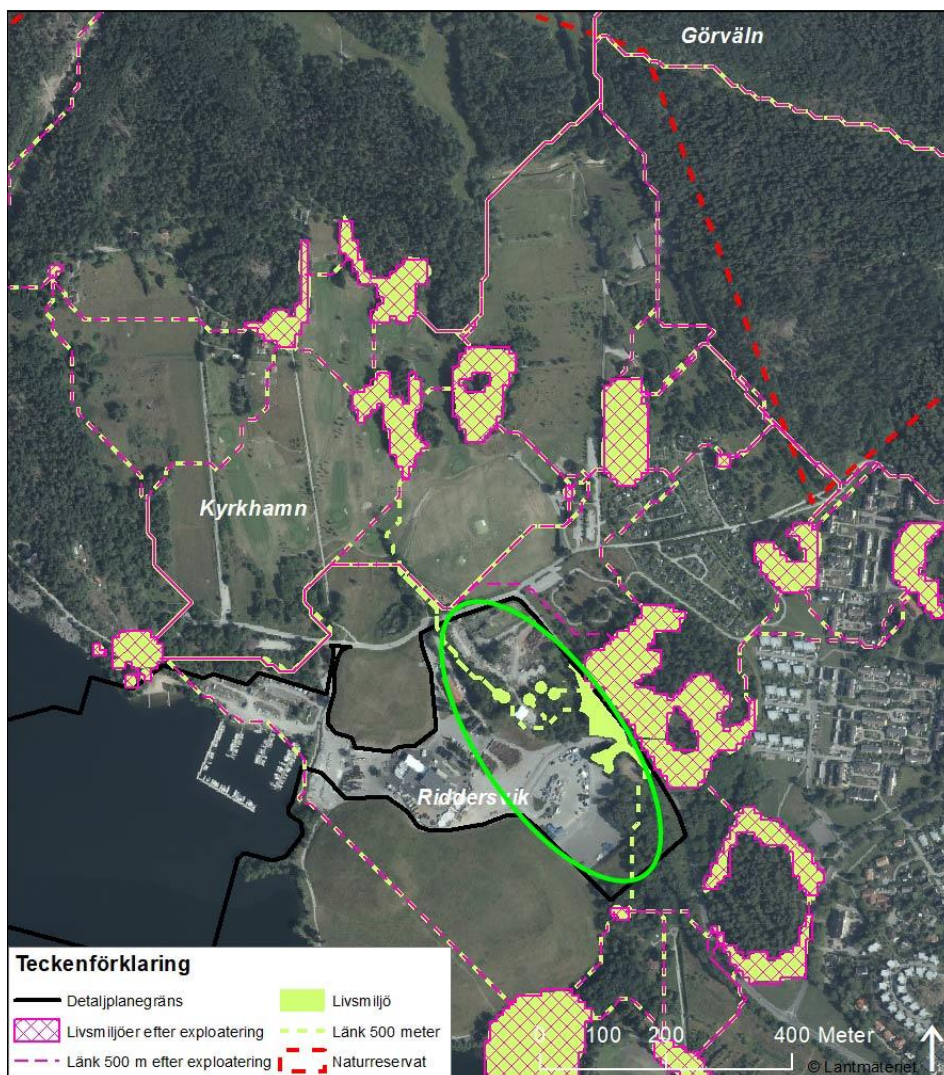 Görväln
Kyrkhamn
Riddersvik
Teckenförklaring
Detaljplanegräns
Livsmiljö
Livsmiljöer efter exploatering
Länk 500 meter
Länk 500 m efter exploatering
Naturreservat
0 100 200 400 Meter
© Lantmäteriet